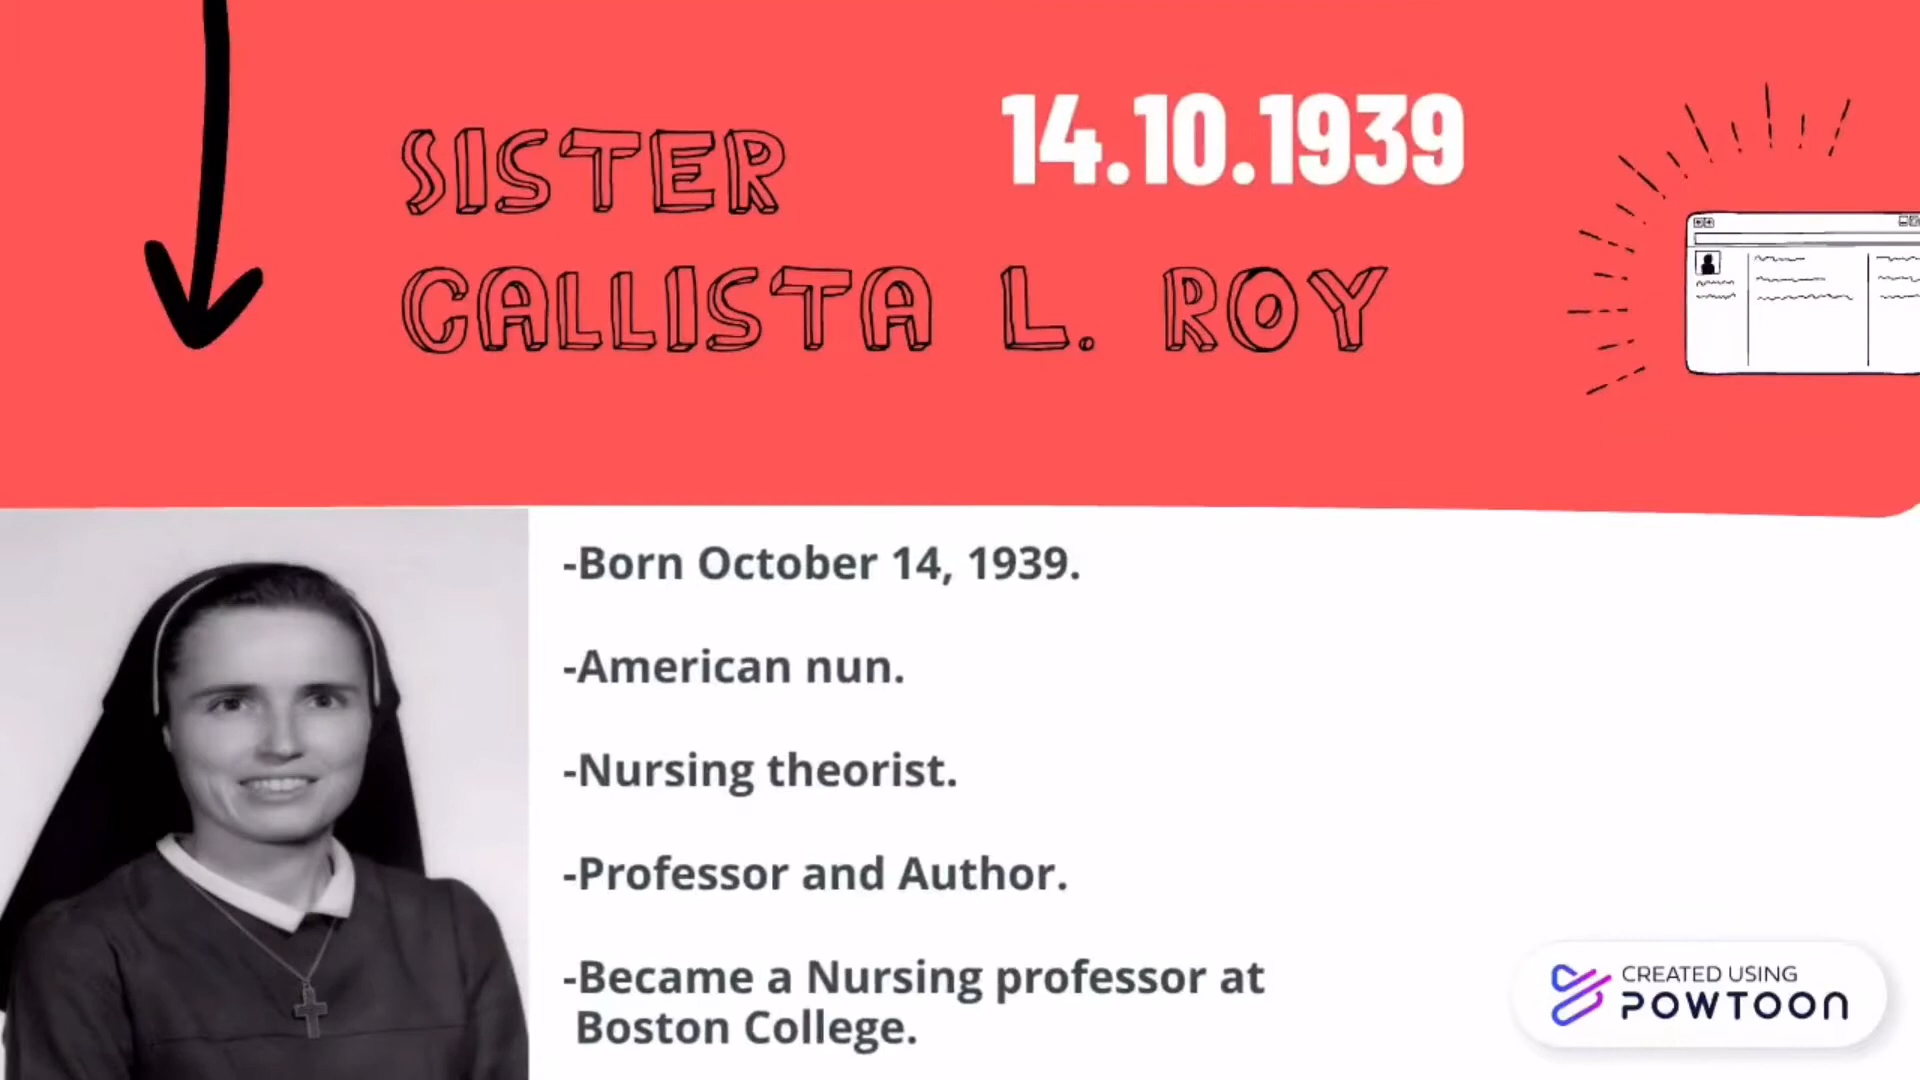 SISTER
14.10.1939
CALLISTA L. ROY
-Born October 14, 1939.
-American nun.
-Nursing theorist.
-Professor and Author.
-Became a Nursing professor at
Boston College.
CREATED USING
POWTOON